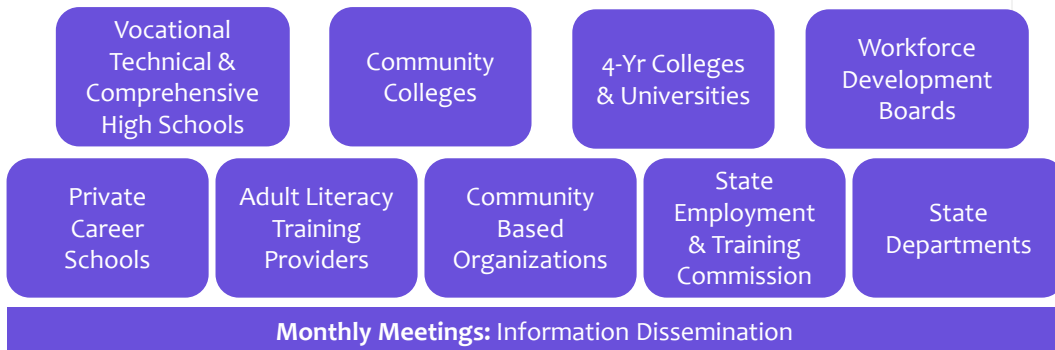 Vocational
Technical &
Comprehensive
High Schools
Community
Colleges
4-Yr Colleges
& Universities
Workforce
Development
Boards
Private
Career
Schools
Adult Literacy
Training
Providers
Community
Based
Organizations
State
Employment
& Training
Commission
State
Departments
Monthly Meetings: Information Dissemination